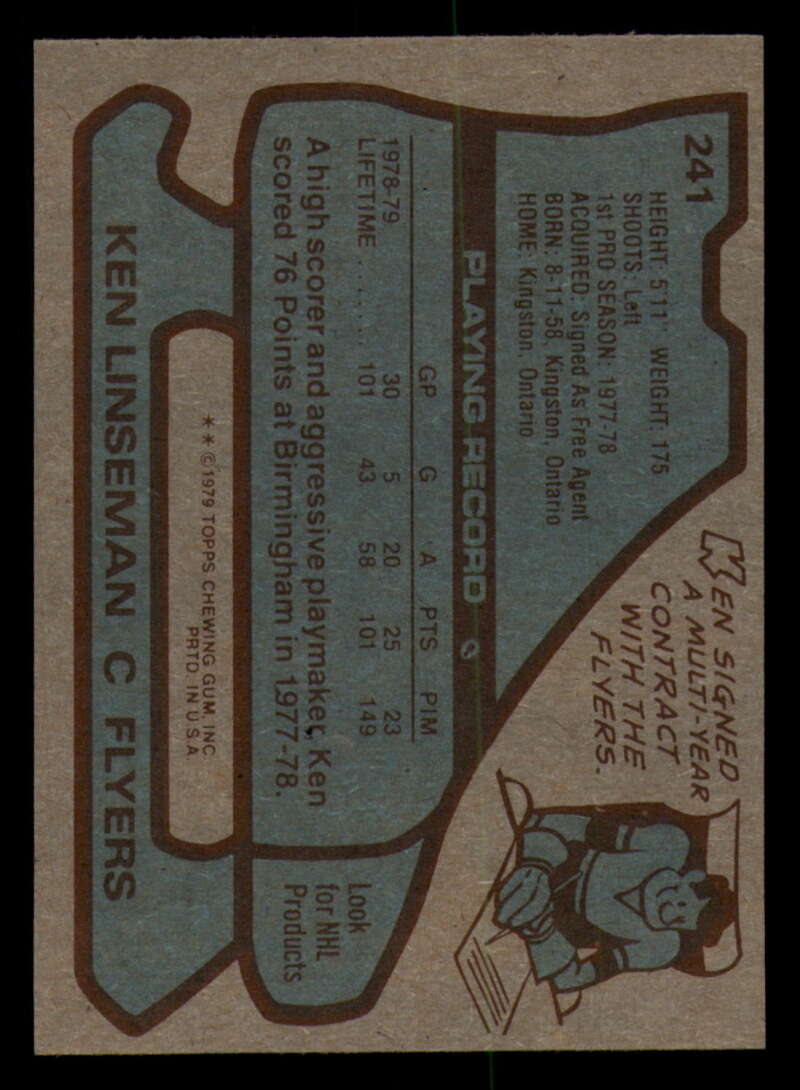 241
HEIGHT: 5'11" WEIGHT: 175
SHOOTS: Left
1st PRO SEASON: 1977-78
ACQUIRED: Signed As Free Agent
BORN: 8-11-58, Kingston, Ontario
HOME: Kingston, Ontario
KEN SIGNED
A MULTI-YEAR
CONTRACT
WITH THE
FLYERS.
PLAYING RECORD
GP G A PTS PIM
1978-79 30 5 20 25 23
LIFETIME . . . . . . 101 43 58 101 149
A high scorer and aggressive playmaker, Ken
scored 76 Points at Birmingham in 1977-78.
Look
for NHL
Products
**©1979 TOPPS CHEWING GUM, INC
PRTD. IN U.S.A.
KEN LINSEMAN C FLYERS